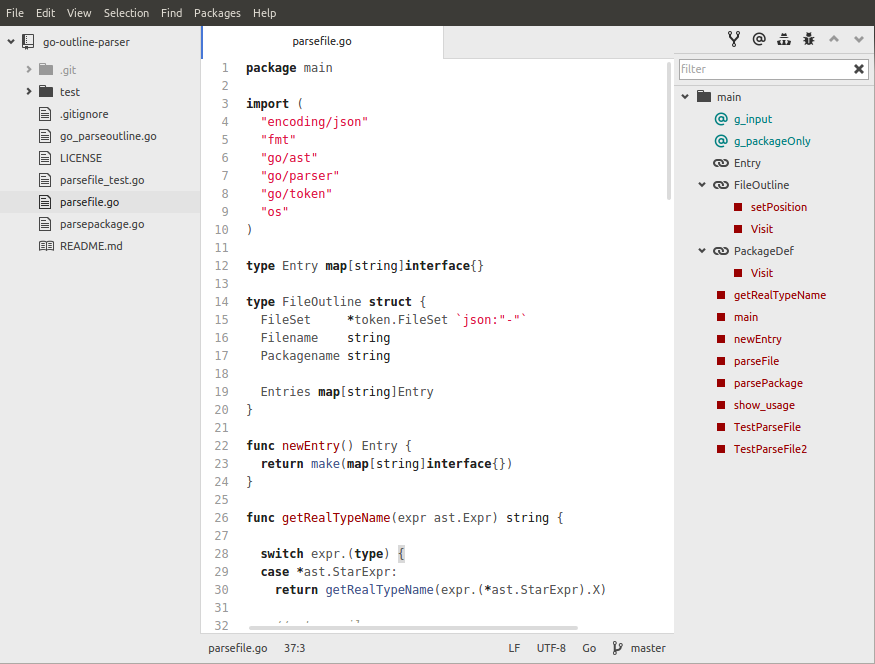 File Edit View Selection Find Packages Help
go-outline-parser
.git
test
.gitignore
go_parseoutline.go
LICENSE
parsefile_test.go
parsefile.go
parsepackage.go
README.md
parsefile.go
1 package main
2
3 import (
4 "encoding/json"
5 "fmt"
6 "go/ast"
7 "go/parser"
8 "go/token"
9 "os"
10 )
11
12 type Entry map[string]interface{}
13
14 type FileOutline struct {
15 FileSet *token.FileSet `json:"-"`
16 Filename string
17 Packagename string
18
19 Entries map[string]Entry
20 }
21
22 func newEntry() Entry {
23 return make(map[string]interface{})
24 }
25
26 func getRealTypeName(expr ast.Expr) string {
27
28 switch expr.(type) {
29 case *ast.StarExpr:
30 return getRealTypeName(expr.(*ast.StarExpr).X)
31
32
filter
main
g_input
g_packageOnly
Entry
FileOutline
setPosition
Visit
PackageDef
Visit
getRealTypeName
main
newEntry
parseFile
parsePackage
show_usage
TestParseFile
TestParseFile2
parsefile.go 37:3 LF UTF-8 Go master